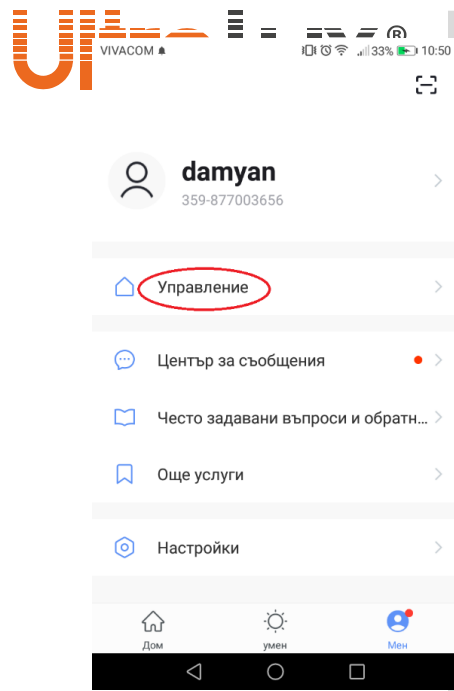 VIVACOM 33% 10:50
damyan
359-877003656
Управление
Център за съобщения
Често задавани въпроси и обратн...
Още услуги
Настройки
Дом умен Мен